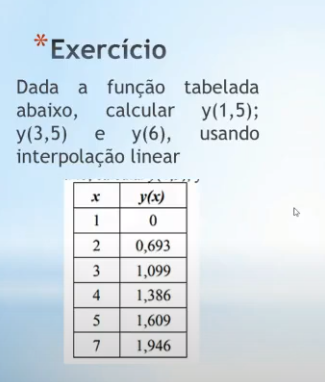 *Exercício
Dada a função tabelada
abaixo, calcular y(1,5);
y(3,5) e y(6), usando
interpolação linear
x y(x)
1 0
2 0,693
3 1,099
4 1,386
5 1,609
7 1,946